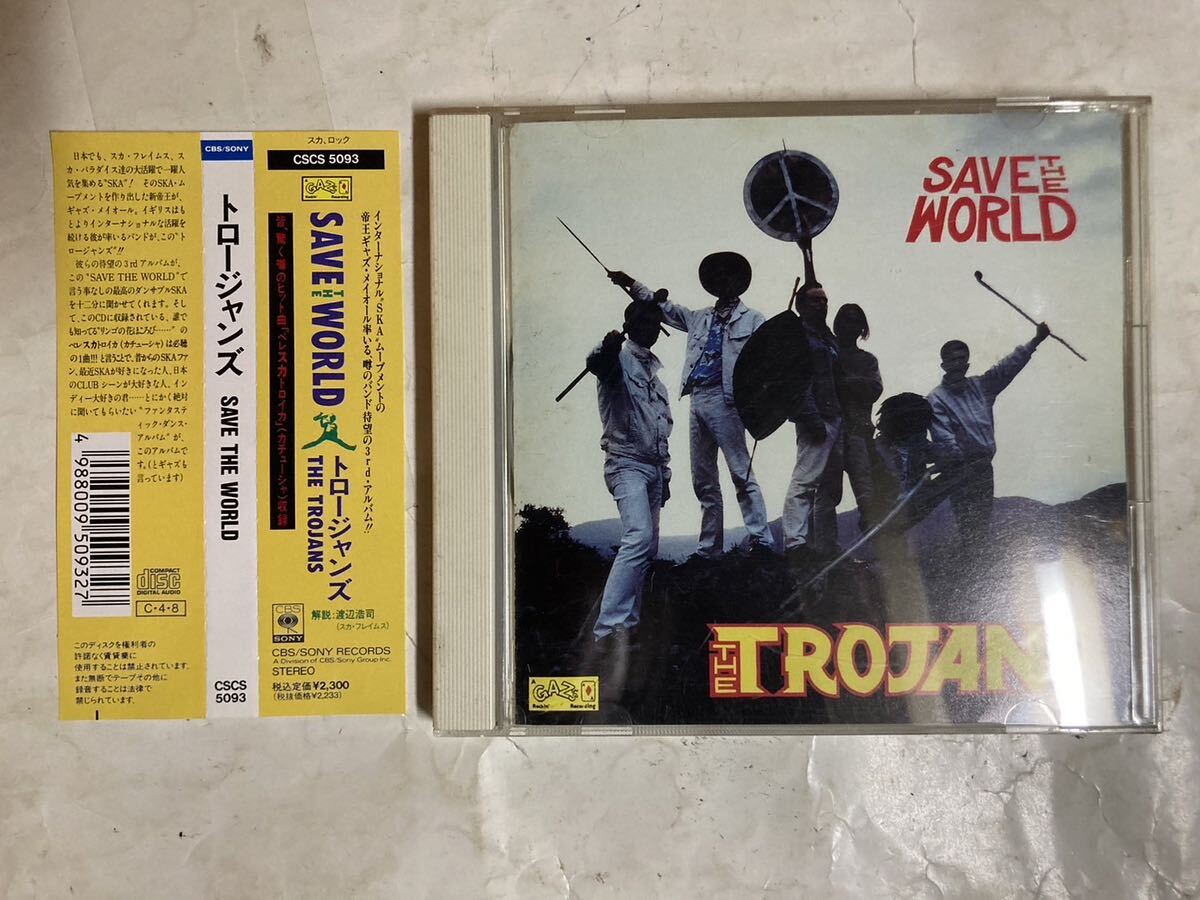 日本でも、スカ・フレイムス、ス
カ・パラダイス達の大活躍で一躍人
気を集める“SKA”! そのSKA・ム
ーブメントを作り出した新帝王が、
ギャズ・メイオール。イギリスはも
とよりインターナショナルな活躍を
続ける彼が率いるバンドが、この“ト
ロージャンズ”!!
彼らの待望の3rdアルバムが、
この“SAVE THE WORLD”で
言う事なしの最高のダンサブルSKA
を十二分に聞かせてくれます。そし
て、このCDに収録されている、誰で
も知ってる“リンゴの花ほころび……”の
ペレスカトロイカ(カチューシャ)は必聴
の1曲!!!と言うことで、昔からのSKAファ
ン、最近SKAが好きになった人、日本
のCLUBシーンが大好きな人、イン
ディー大好きの君……とにかく絶対
に聞いてもらいたい“ファンタステ
ィック・ダンス・
アルバム”が、
このアルバムで
す。(とギャズも
言っています)
4 988009 509327
COMPACT
disc
DIGITAL AUDIO
C・4・8
このディスクを権利者の
許諾なく賃貸業に
使用することは禁止されています。
また無断でテープその他に
録音することは法律で
禁じられています。
CBS/SONY
トロージャンズ SAVE THE WORLD
CSCS
5093
スカ、ロック
CSCS 5093
A
GAZ
Rockin' Recording
インターナショナル“SKA・ムーブメントの
帝王ギャズ・メイオール率いる、噂のバンド待望の3rd・アルバム!!
SAVE THE WORLD
トロージャンズ
THE TROJANS
皆、驚く噂のヒット曲「ペレスカトロイカ」(カチューシャ)収録
CBS
SONY
解説:渡辺浩司
(スカ・フレイムス)
CBS/SONY RECORDS
A Division of CBS/Sony Group Inc.
STEREO
税込定価¥2,300
(税抜価格¥2,233)
SAVE THE
WORLD
THE TROJAN
A
GAZ
Rockin' Recording